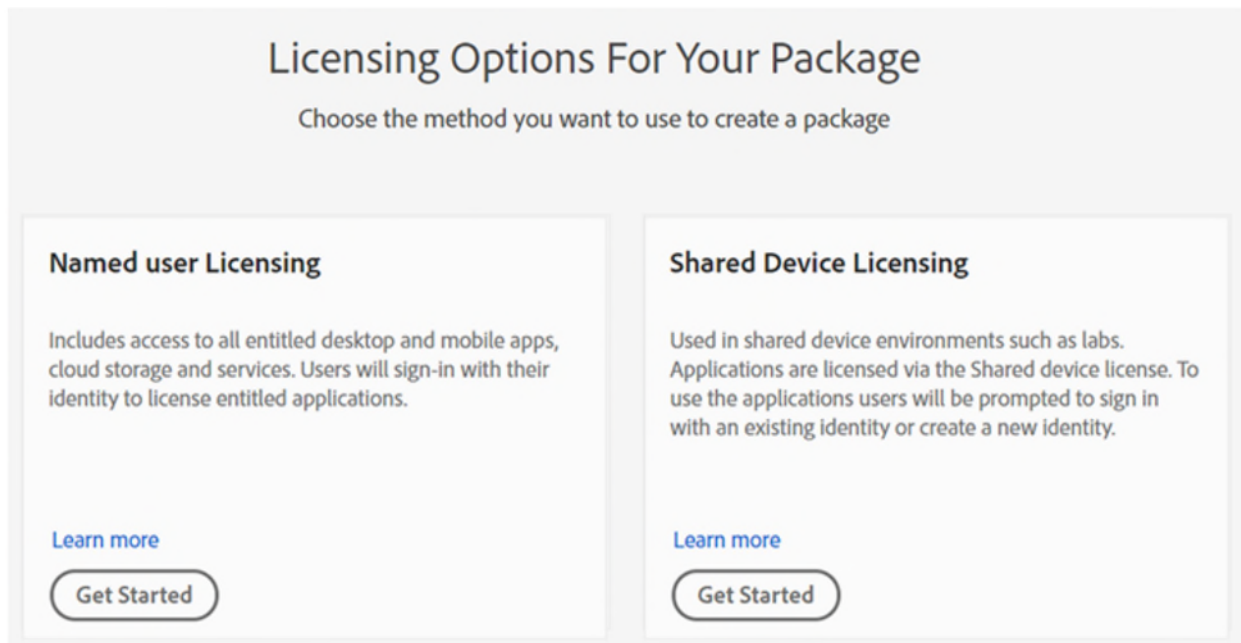 Licensing Options For Your Package
Choose the method you want to use to create a package
Named user Licensing
Includes access to all entitled desktop and mobile apps,
cloud storage and services. Users will sign-in with their
identity to license entitled applications.
Learn more
Get Started
Shared Device Licensing
Used in shared device environments such as labs.
Applications are licensed via the Shared device license. To
use the applications users will be prompted to sign in
with an existing identity or create a new identity.
Learn more
Get Started